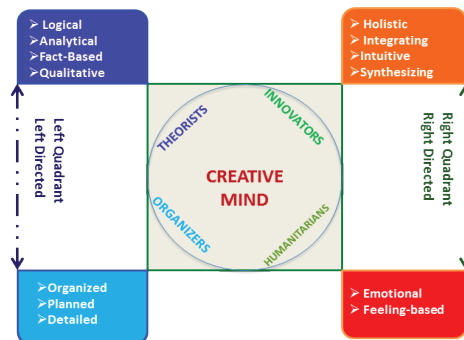 ➢ Logical
➢Analytical
➢Fact-Based
➢Qualitative
➢ Holistic
➢ Integrating
➢ Intuitive
➢Synthesizing
Left Quadrant
Left Directed
THEORISTS
INNOVATORS
CREATIVE
MIND
ORGANIZERS
HUMANITARIANS
Right Quadrant
Right Directed
➢Organized
➢Planned
➢Detailed
➢ Emotional
➢ Feeling-based